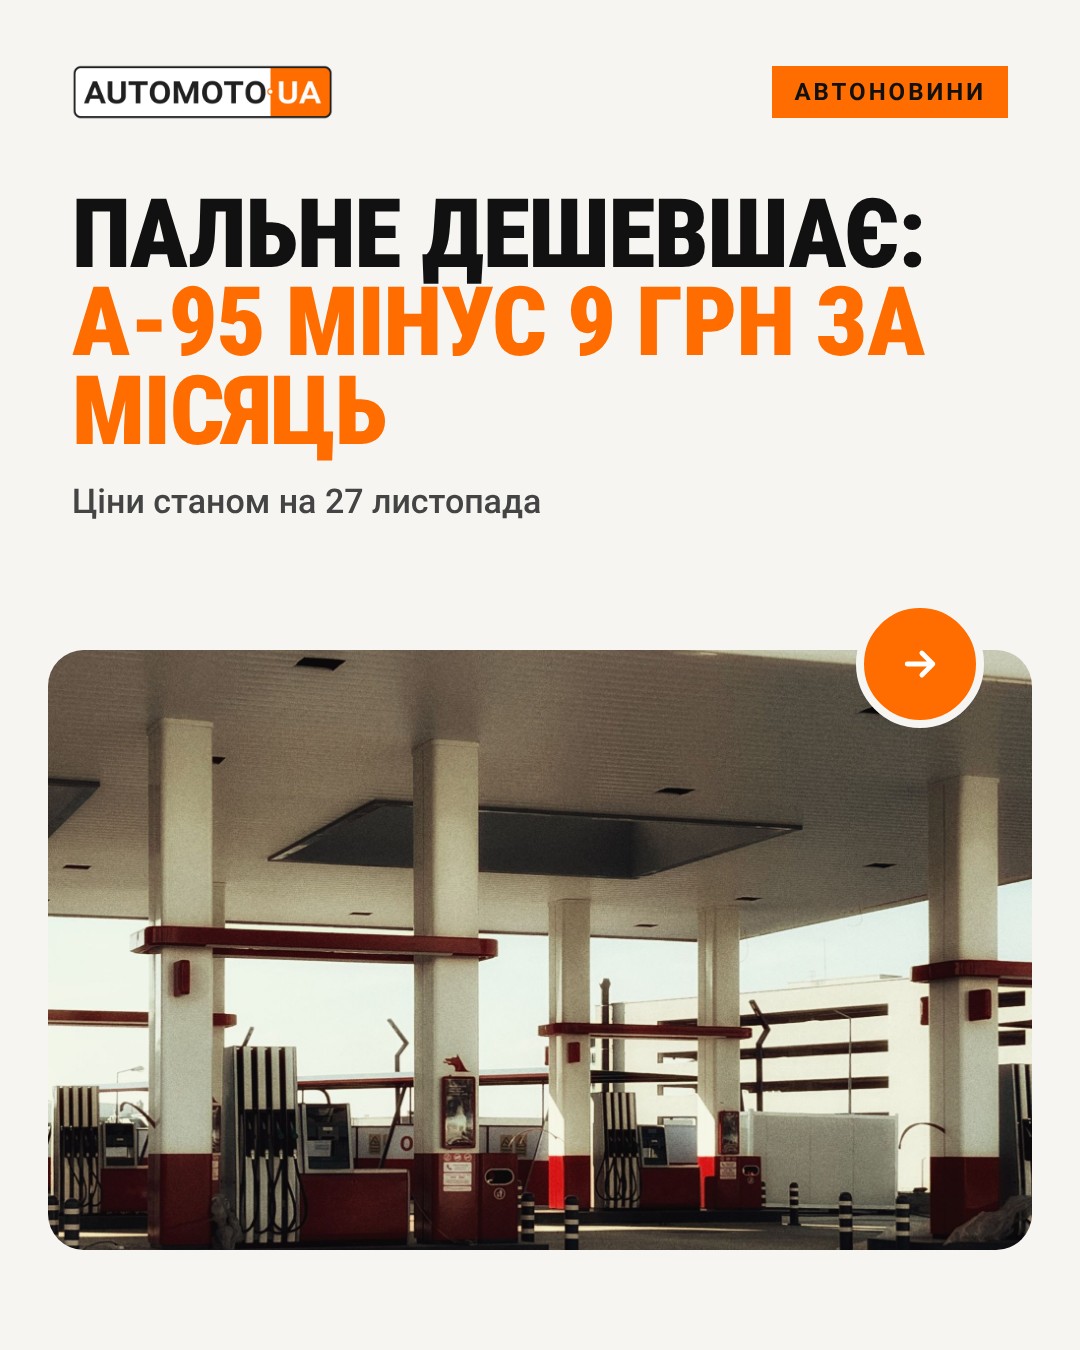 AUTOMOTO UA
АВТОНОВИНИ
ПАЛЬНЕ ДЕШЕВШАЄ:
А-95 МІНУС 9 ГРН ЗА
МІСЯЦЬ
Ціни станом на 27 листопада